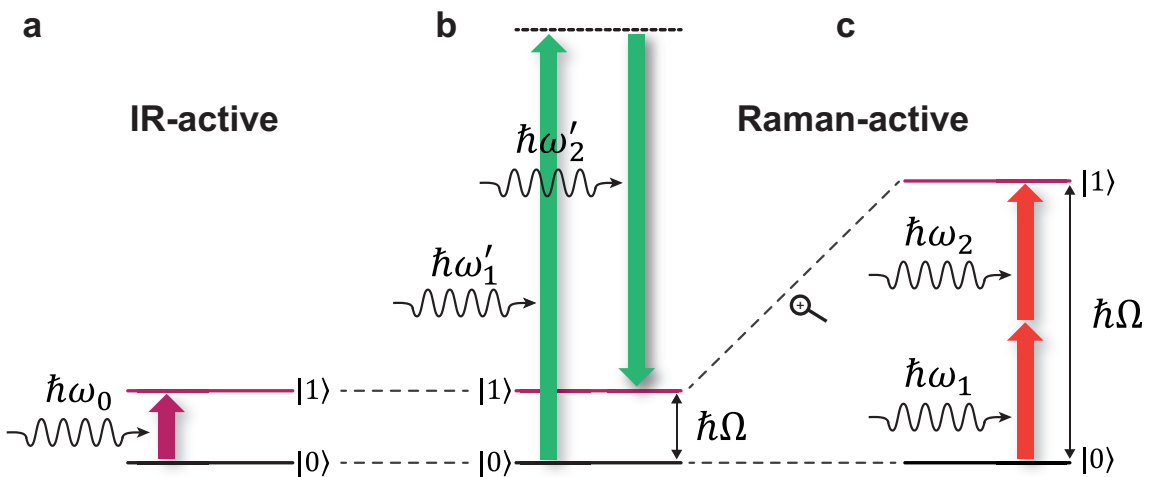 a
b
c
IR-active
Raman-active
ℏω′₂
|1⟩
ℏω₂
ℏω′₁
ℏΩ
ℏω₀
|1⟩
|1⟩
ℏω₁
ℏΩ
|0⟩
|0⟩
|0⟩